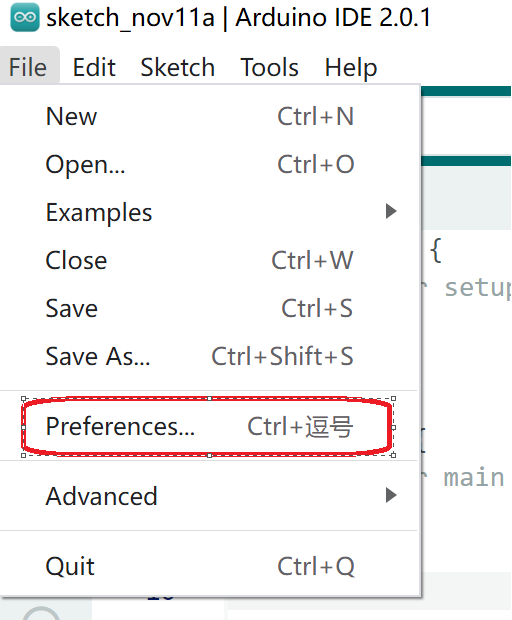 sketch_nov11a | Arduino IDE 2.0.1
File Edit Sketch Tools Help
New Ctrl+N
Open... Ctrl+O
Examples
{
Close Ctrl+W
setup
Save Ctrl+S
Save As... Ctrl+Shift+S
Preferences... Ctrl+逗号
{
main
Advanced
Quit Ctrl+Q